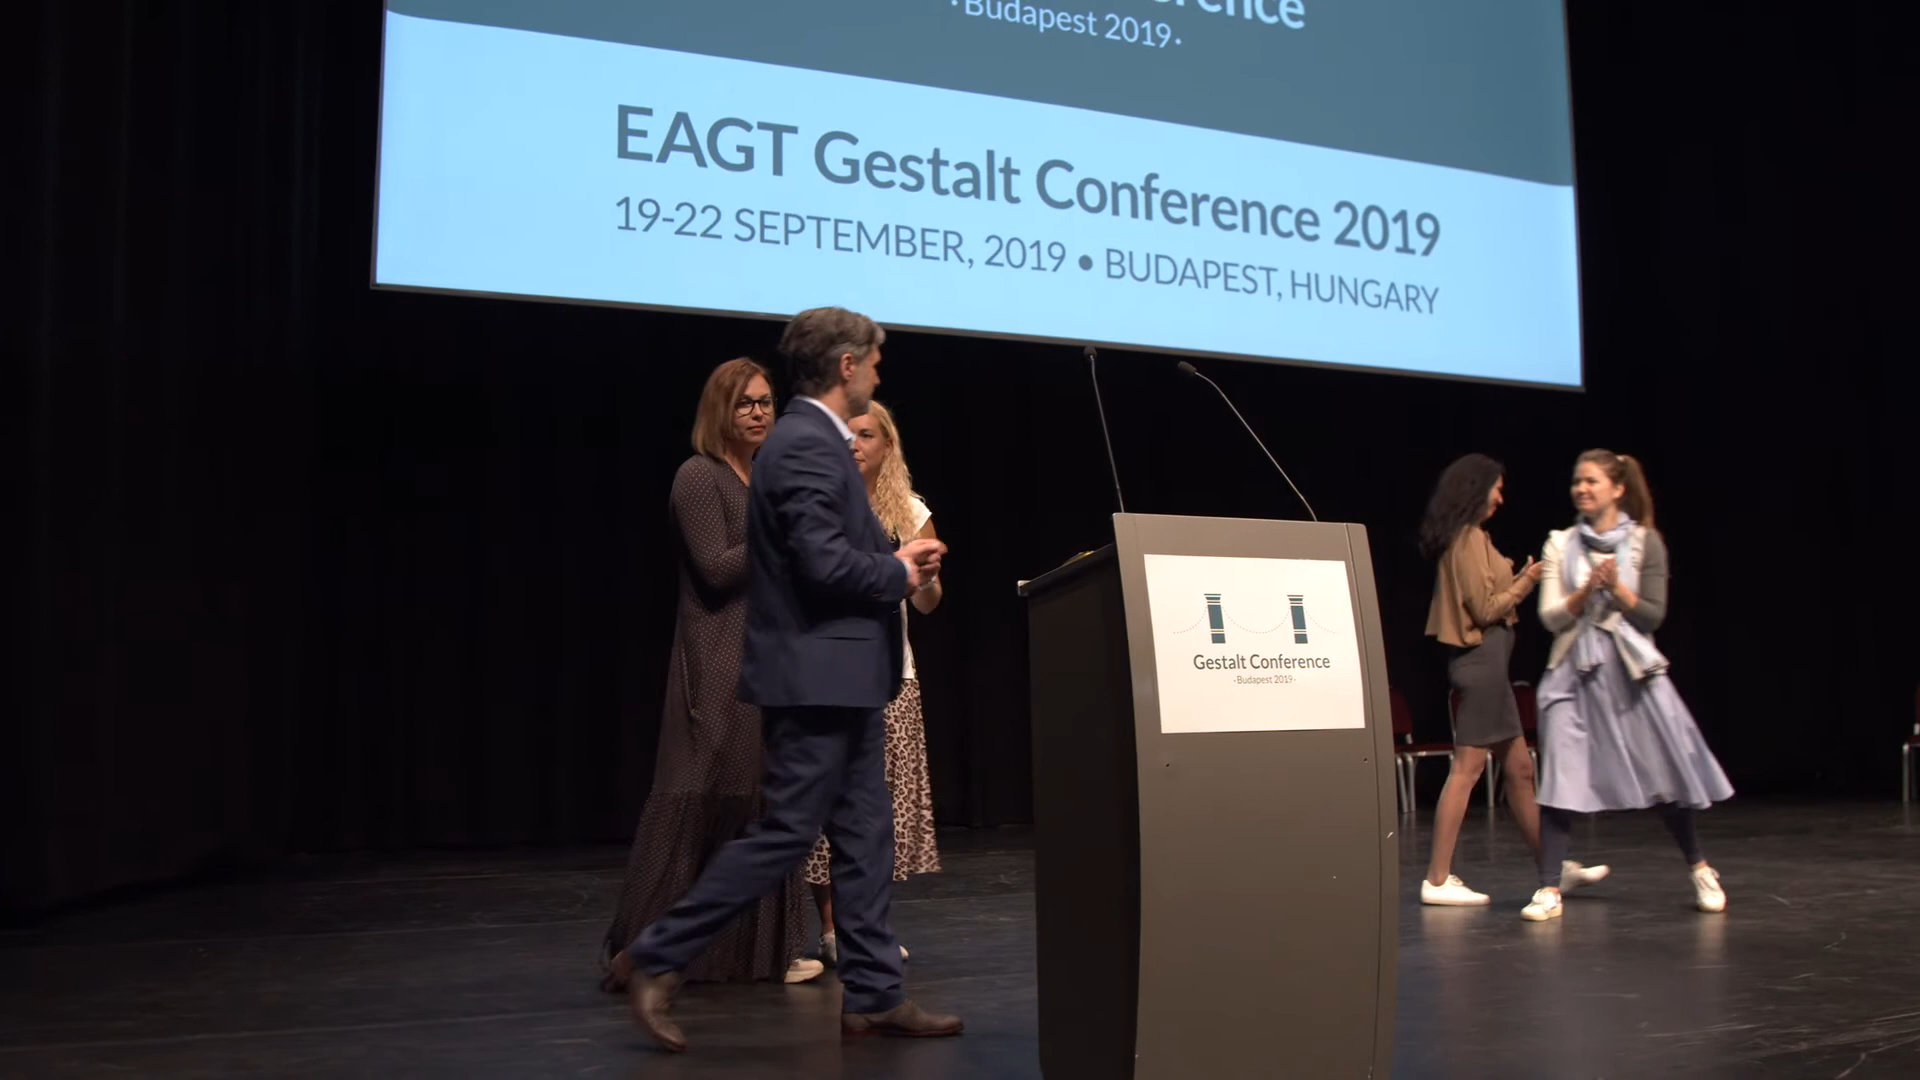 ·Budapest 2019·
EAGT Gestalt Conference 2019
19-22 SEPTEMBER, 2019 • BUDAPEST, HUNGARY
Gestalt Conference
·Budapest 2019·